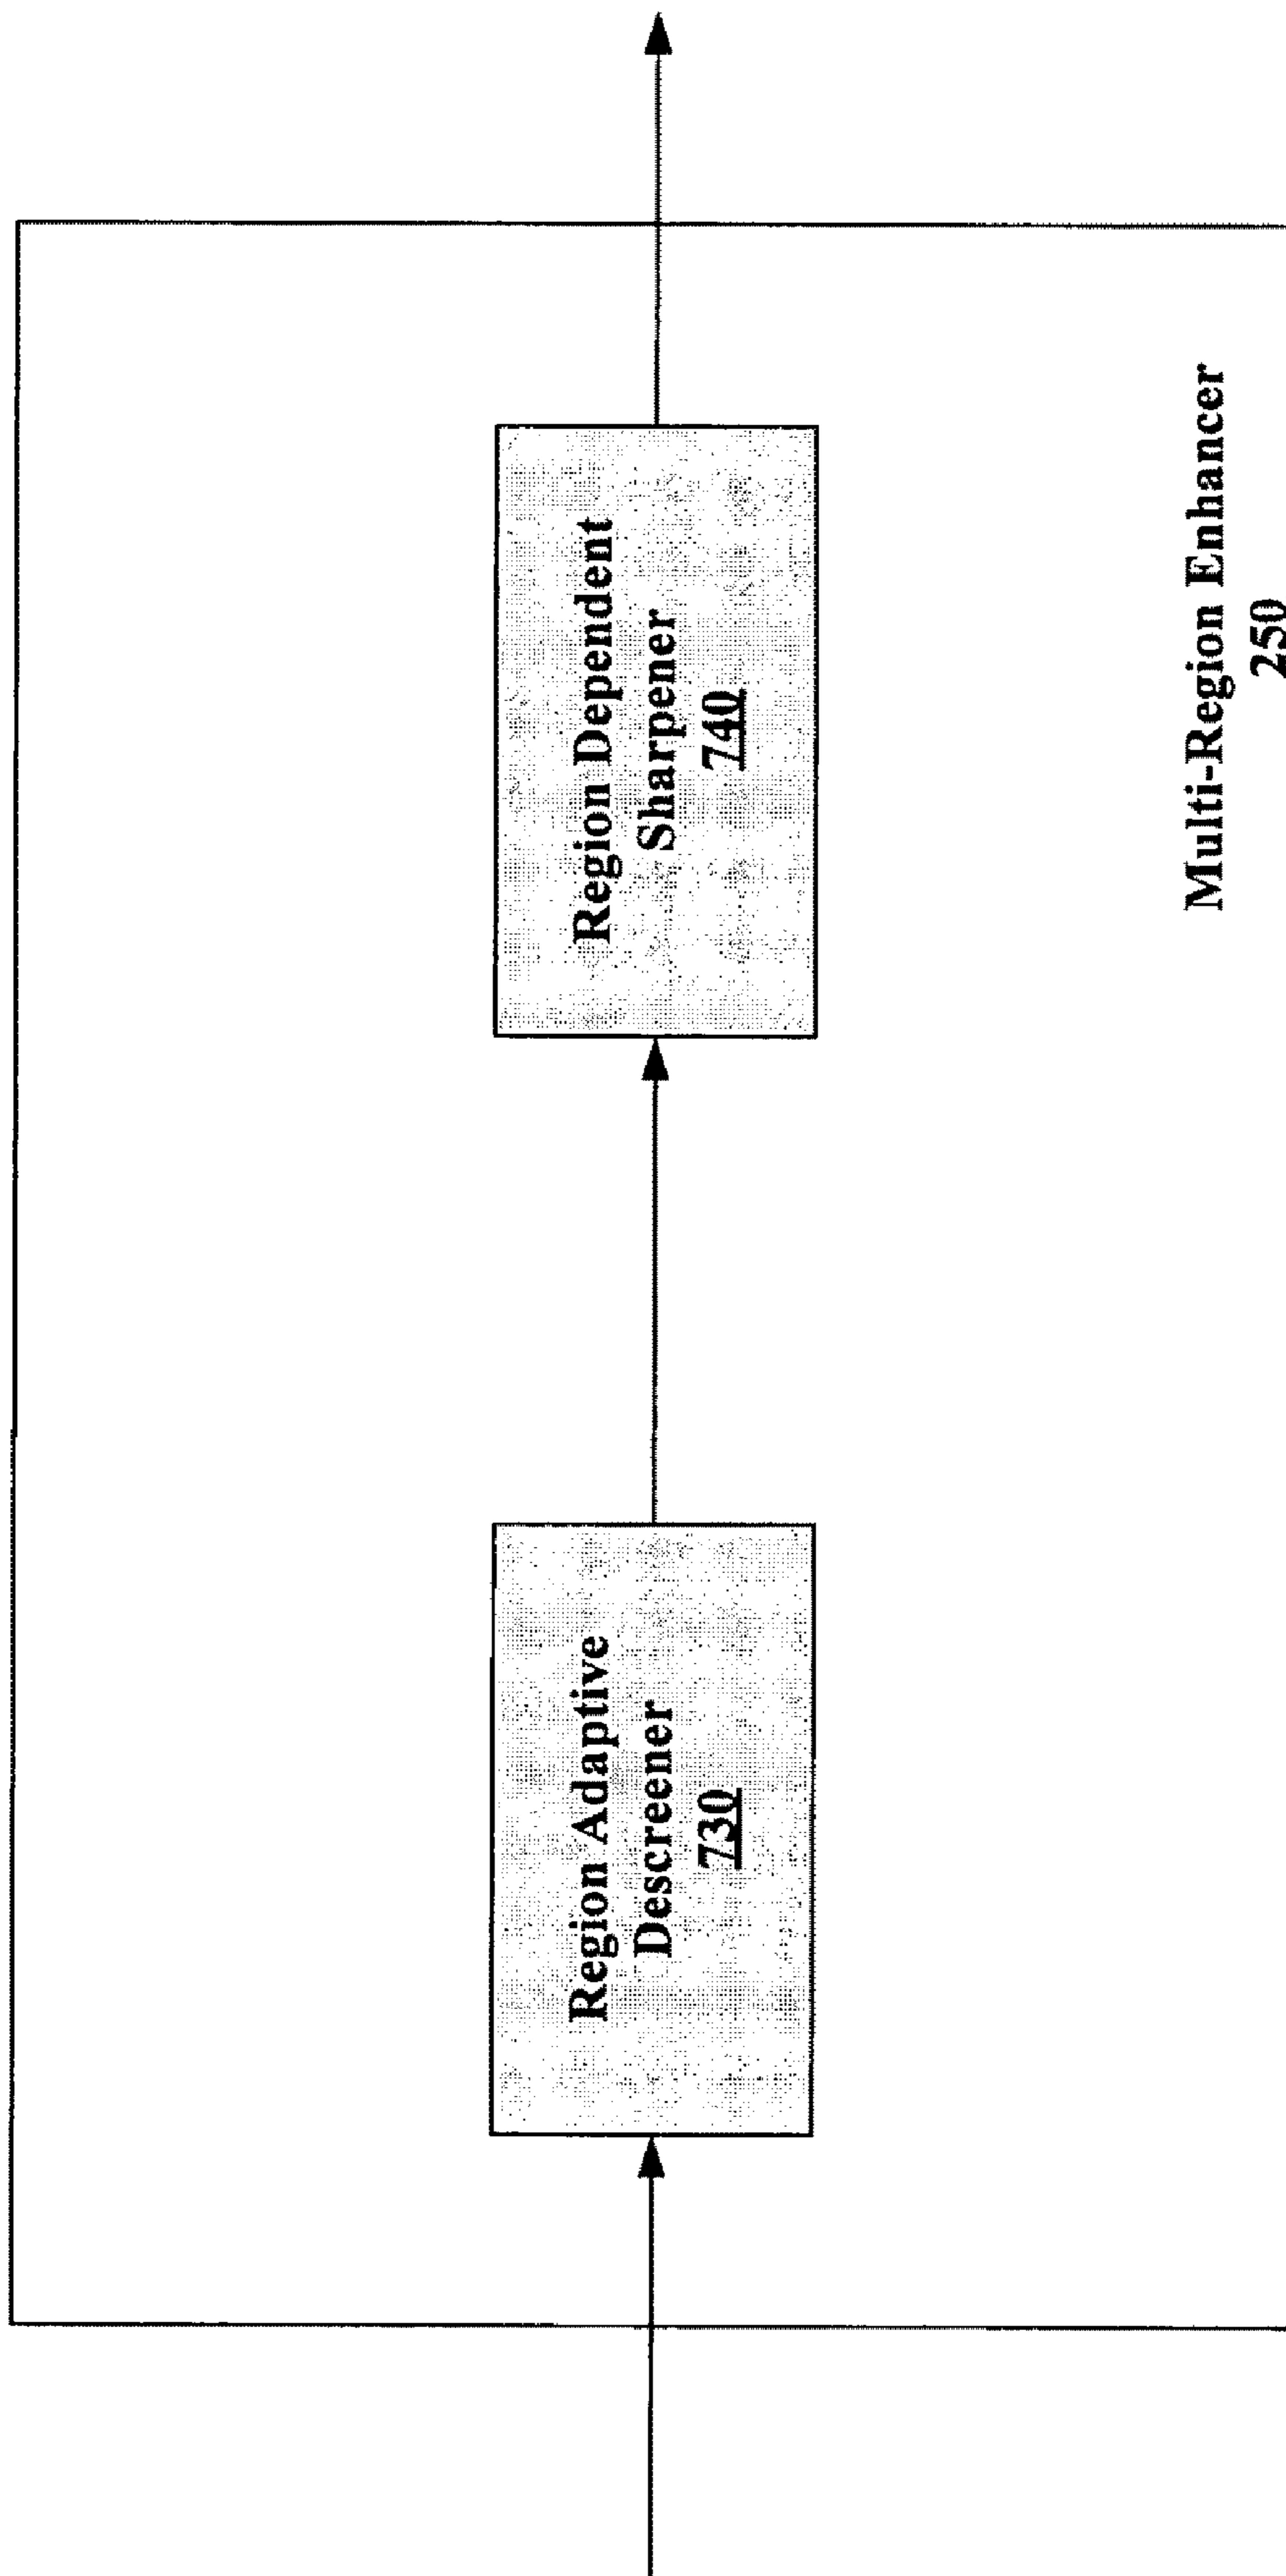 Region Adaptive
Descreener
730
Region Dependent
Sharpener
740
Multi-Region Enhancer
250